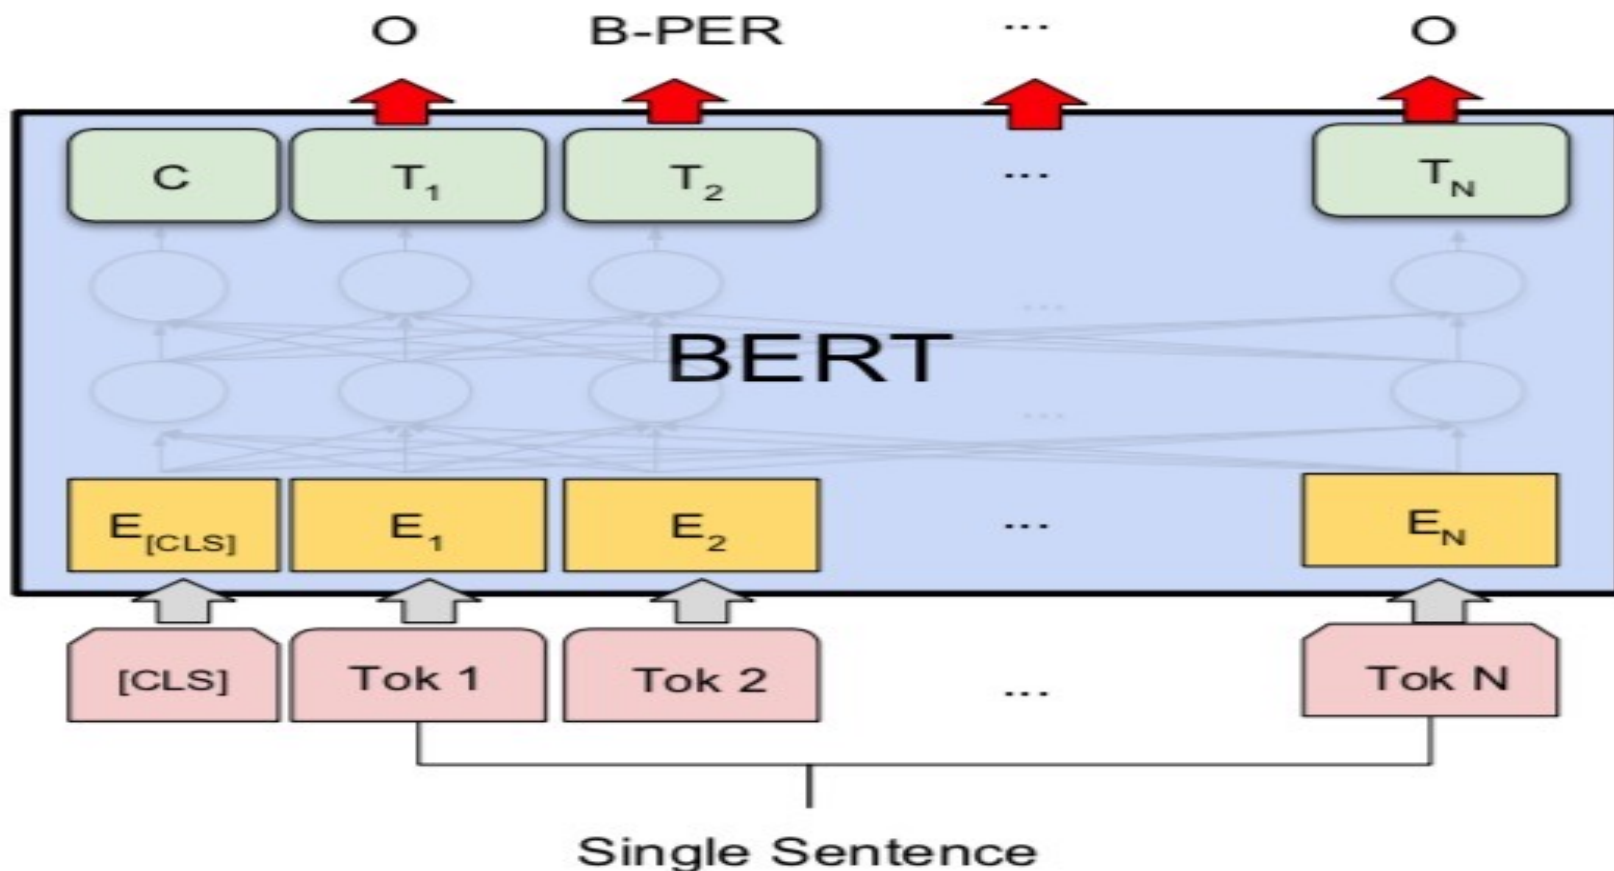 O B-PER ... O
C T1 T2 ... TN
...
BERT
...
E[CLS] E1 E2 ... EN
[CLS] Tok 1 Tok 2 ... Tok N
Single Sentence